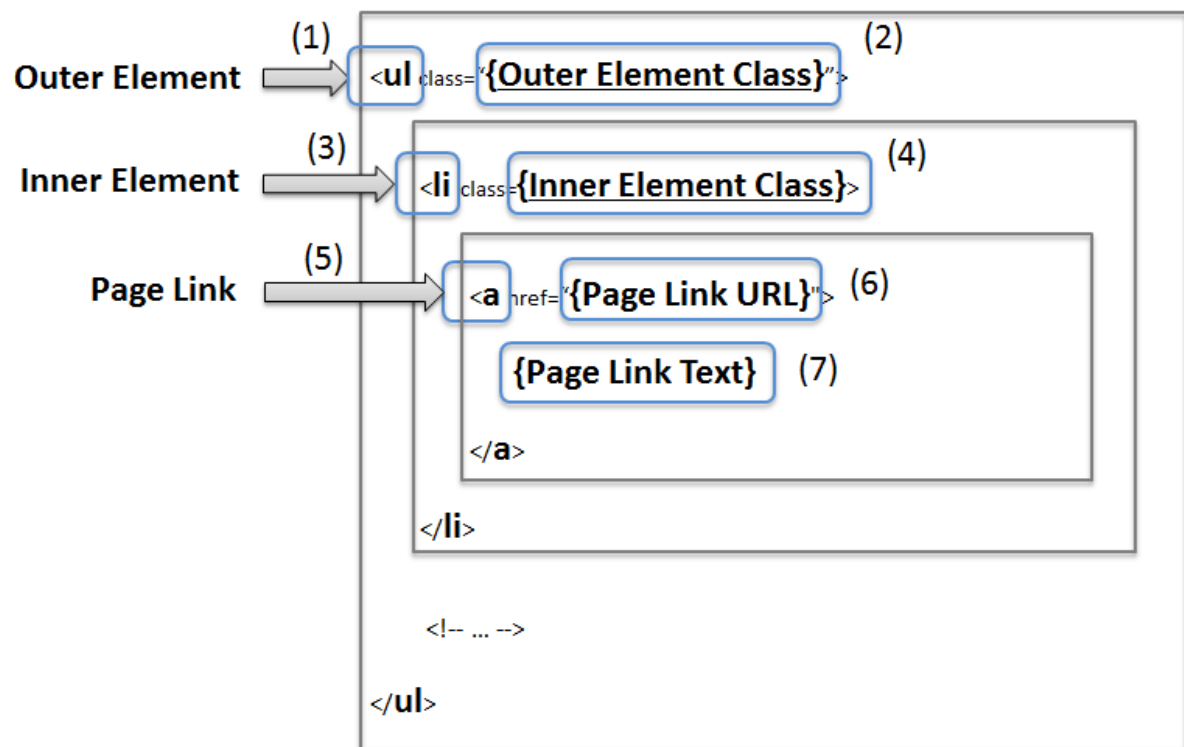 (1) (2)
Outer Element <ul class="{Outer Element Class}">
(3) (4)
Inner Element <li class={Inner Element Class}>
(5)
Page Link <a href="{Page Link URL}"> (6)
{Page Link Text} (7)
</a>
</li>
<!-- ... -->
</ul>